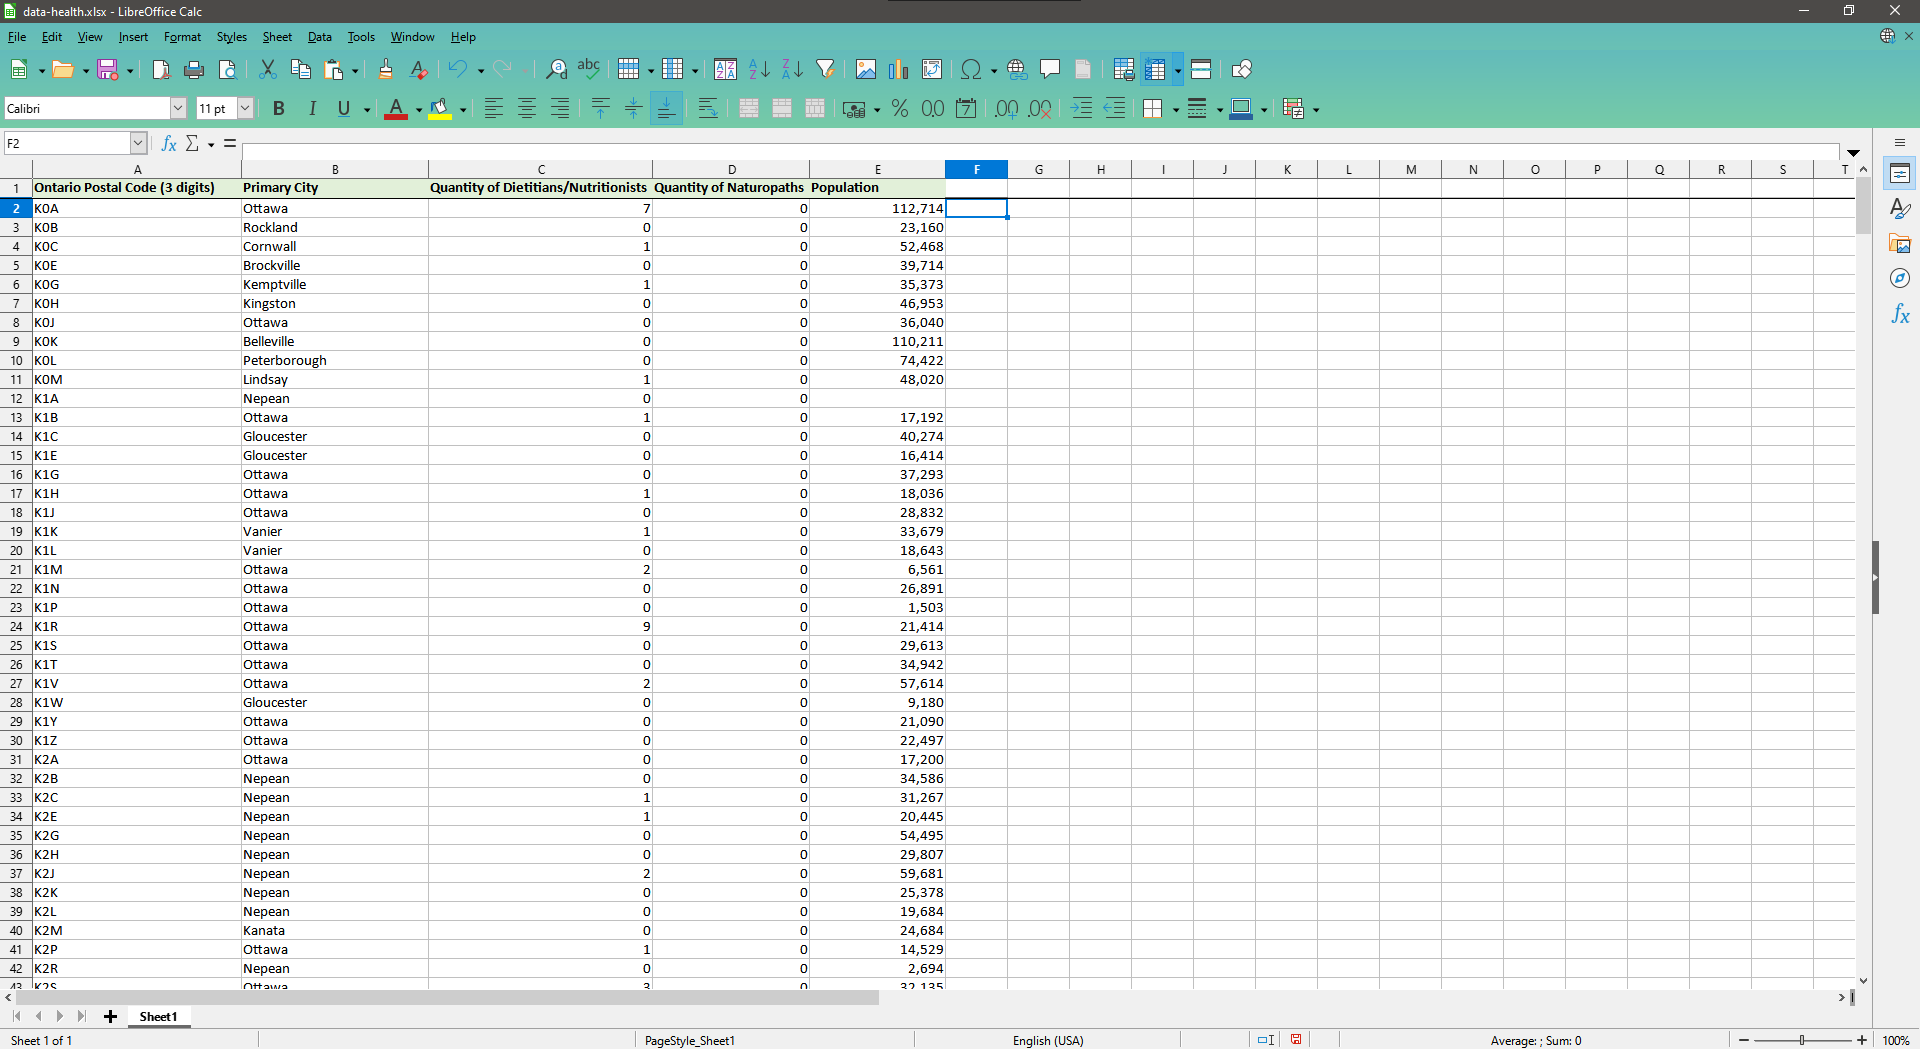 data-health.xlsx - LibreOffice Calc
File Edit View Insert Format Styles Sheet Data Tools Window Help
Calibri 11 pt
F2
A B C D E F G H I J K L M N O P Q R S T
1 Ontario Postal Code (3 digits) Primary City Quantity of Dietitians/Nutritionists Quantity of Naturopaths Population
2 K0A Ottawa 7 0 112,714
3 K0B Rockland 0 0 23,160
4 K0C Cornwall 1 0 52,468
5 K0E Brockville 0 0 39,714
6 K0G Kemptville 1 0 35,373
7 K0H Kingston 0 0 46,953
8 K0J Ottawa 0 0 36,040
9 K0K Belleville 0 0 110,211
10 K0L Peterborough 0 0 74,422
11 K0M Lindsay 1 0 48,020
12 K1A Nepean 0 0
13 K1B Ottawa 1 0 17,192
14 K1C Gloucester 0 0 40,274
15 K1E Gloucester 0 0 16,414
16 K1G Ottawa 0 0 37,293
17 K1H Ottawa 1 0 18,036
18 K1J Ottawa 0 0 28,832
19 K1K Vanier 1 0 33,679
20 K1L Vanier 0 0 18,643
21 K1M Ottawa 2 0 6,561
22 K1N Ottawa 0 0 26,891
23 K1P Ottawa 0 0 1,503
24 K1R Ottawa 9 0 21,414
25 K1S Ottawa 0 0 29,613
26 K1T Ottawa 0 0 34,942
27 K1V Ottawa 2 0 57,614
28 K1W Gloucester 0 0 9,180
29 K1Y Ottawa 0 0 21,090
30 K1Z Ottawa 0 0 22,497
31 K2A Ottawa 0 0 17,200
32 K2B Nepean 0 0 34,586
33 K2C Nepean 1 0 31,267
34 K2E Nepean 1 0 20,445
35 K2G Nepean 0 0 54,495
36 K2H Nepean 0 0 29,807
37 K2J Nepean 2 0 59,681
38 K2K Nepean 0 0 25,378
39 K2L Nepean 0 0 19,684
40 K2M Kanata 0 0 24,684
41 K2P Ottawa 1 0 14,529
42 K2R Nepean 0 0 2,694
43 K2S Ottawa 3 0 32,135
Sheet1
Sheet 1 of 1 PageStyle_Sheet1 English (USA) Average: ; Sum: 0 100%